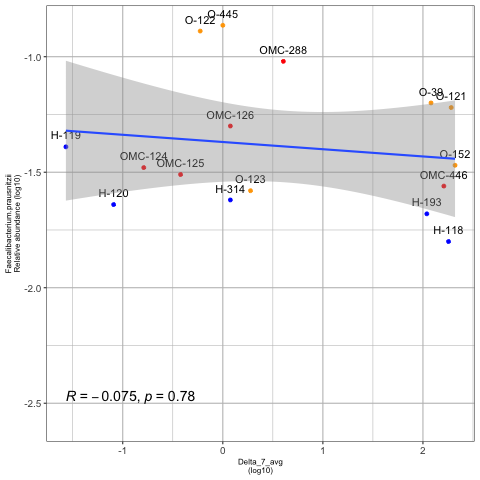 O-122
O-445
OMC-288
O-39
O-121
OMC-126
H-119
OMC-124
OMC-125
O-152
O-123
OMC-446
H-120
H-314
H-193
H-118
R = – 0.075, p = 0.78
-1.0
-1.5
-2.0
-2.5
-1
0
1
2
Faecalibacterium.prausnitzii
Relative abundance (log10)
Delta_7_avg
(log10)